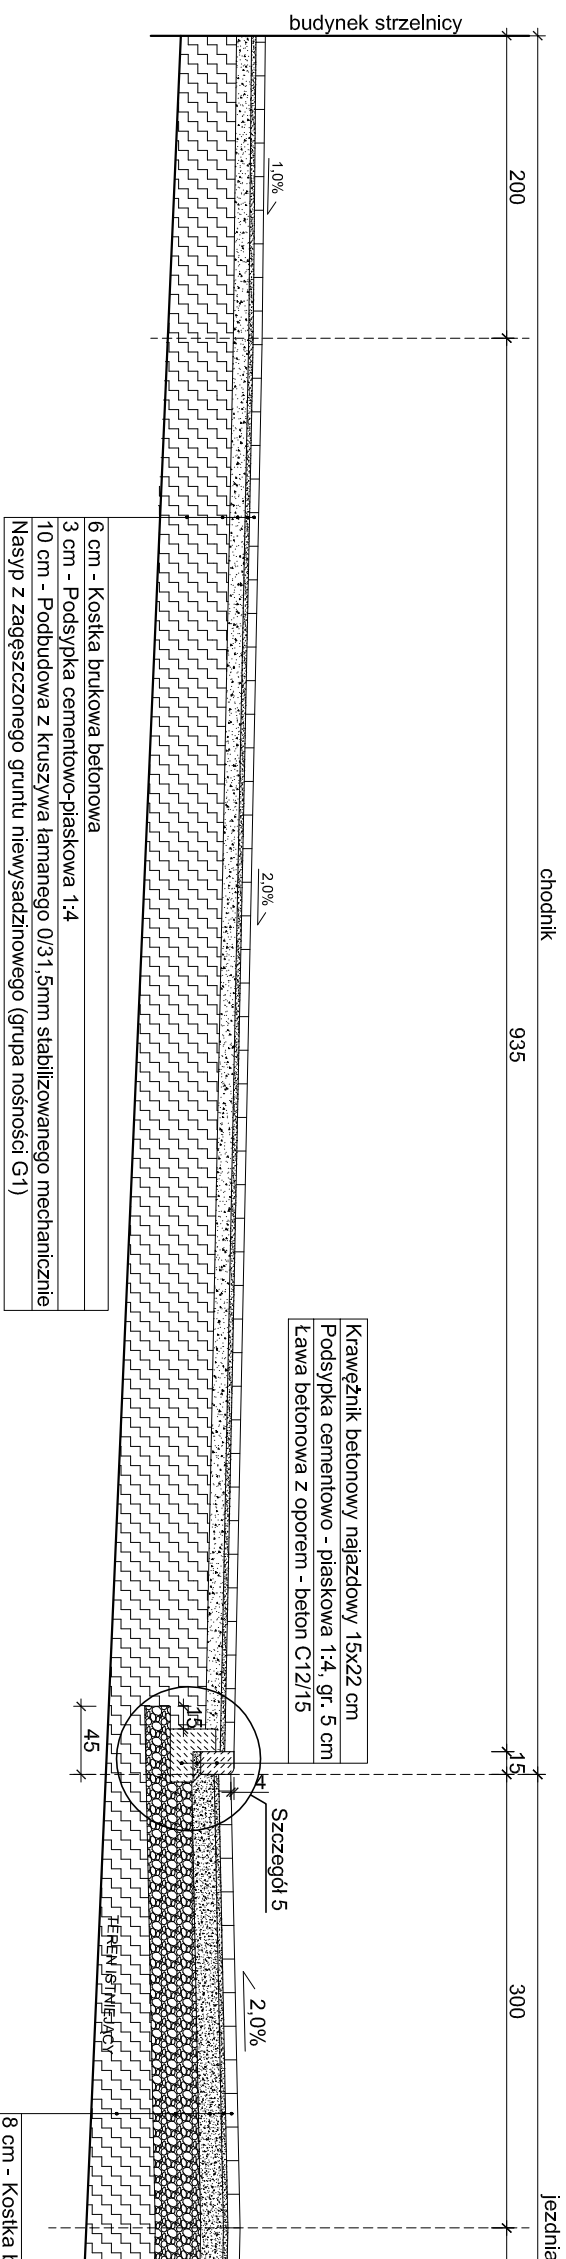 budynek strzelnicy
200
1,0%
chodnik
935
2,0%
6 cm - Kostka brukowa betonowa
3 cm - Podsypka cementowo-piaskowa 1:4
10 cm - Podbudowa z kruszywa łamanego 0/31,5mm stabilizowanego mechanicznie
Nasyp z zagęszczonego gruntu niewysadzinowego (grupa nośności G1)
Krawężnik betonowy najazdowy 15x22 cm
Podsypka cementowo - piaskowa 1:4, gr. 5 cm
Ława betonowa z oporem - beton C12/15
15
15
45
4
Szczegół 5
300
2,0%
TEREN ISTNIEJĄCY
jezdnia
8 cm - Kostka b